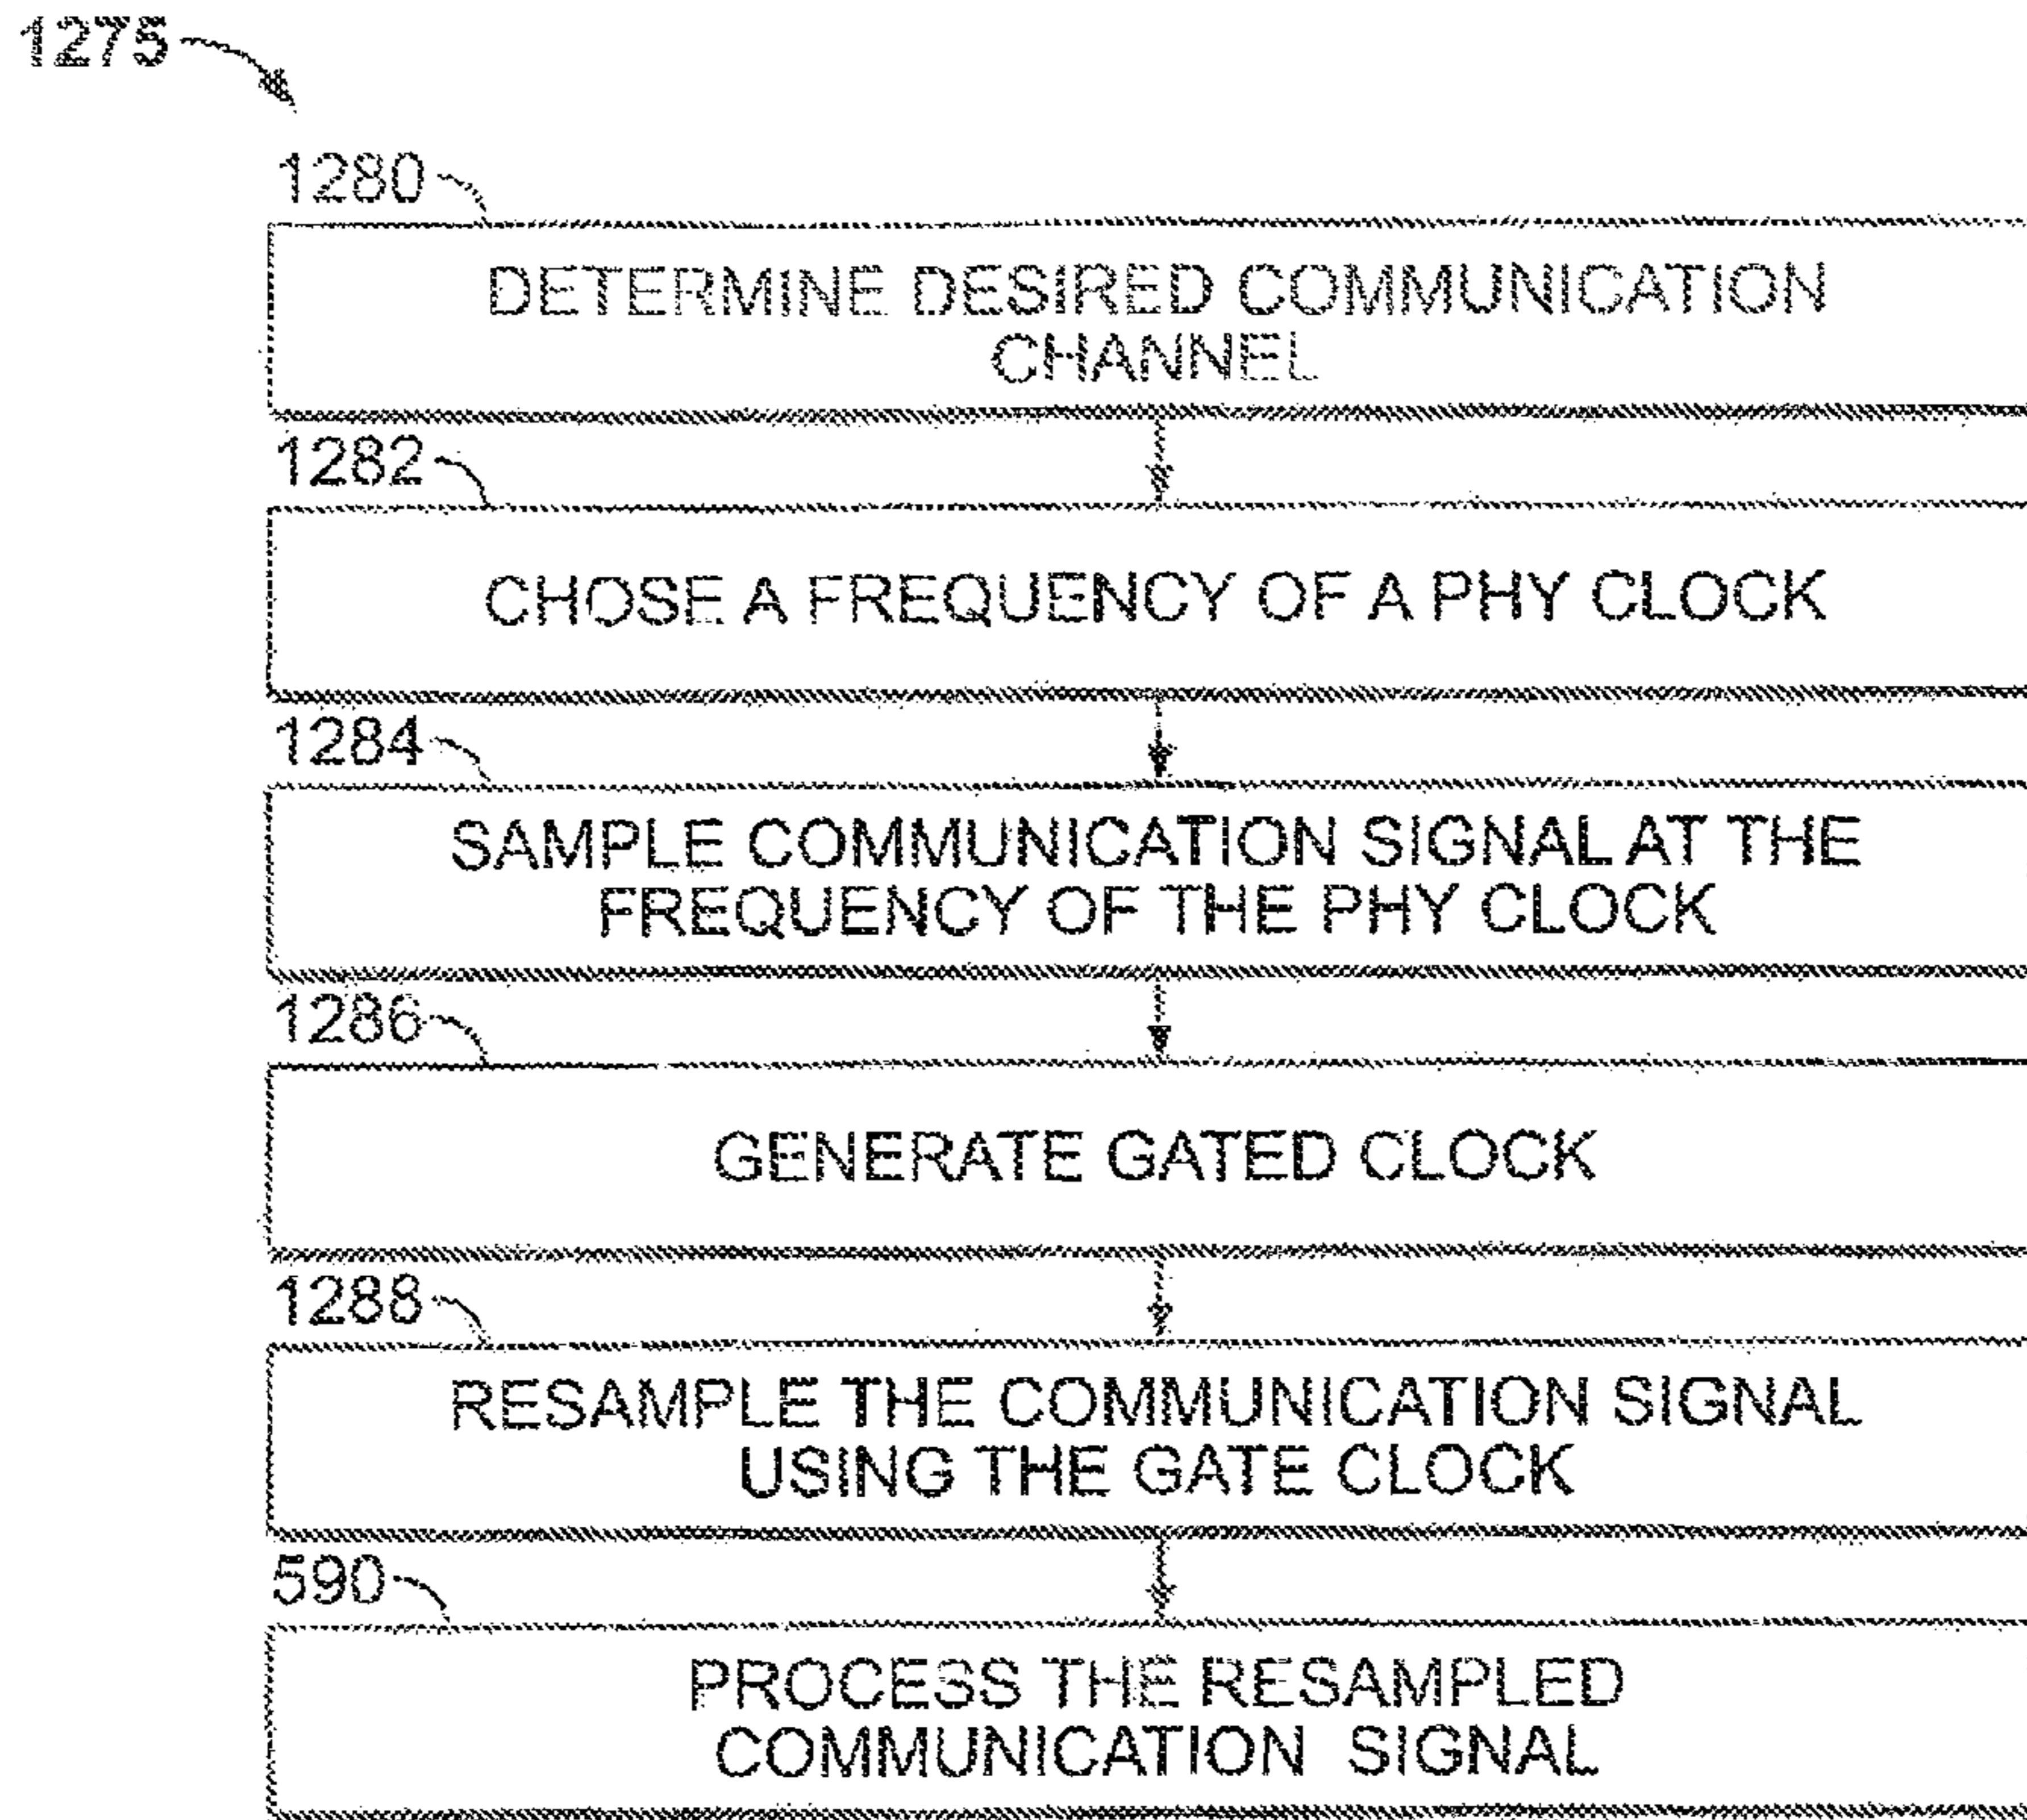 1275
1280
DETERMINE DESIRED COMMUNICATION
CHANNEL
1282
CHOSE A FREQUENCY OF A PHY CLOCK
1284
SAMPLE COMMUNICATION SIGNAL AT THE
FREQUENCY OF THE PHY CLOCK
1286
GENERATE GATED CLOCK
1288
RESAMPLE THE COMMUNICATION SIGNAL
USING THE GATE CLOCK
590
PROCESS THE RESAMPLED
COMMUNICATION SIGNAL